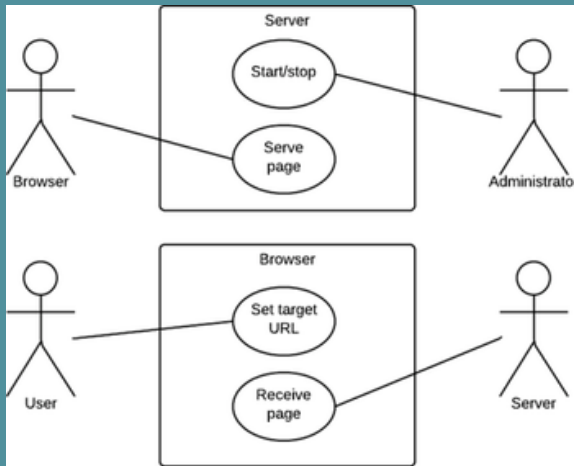 Server
Start/stop
Serve
page
Browser
Administrato
Browser
Set target
URL
Receive
page
User
Server